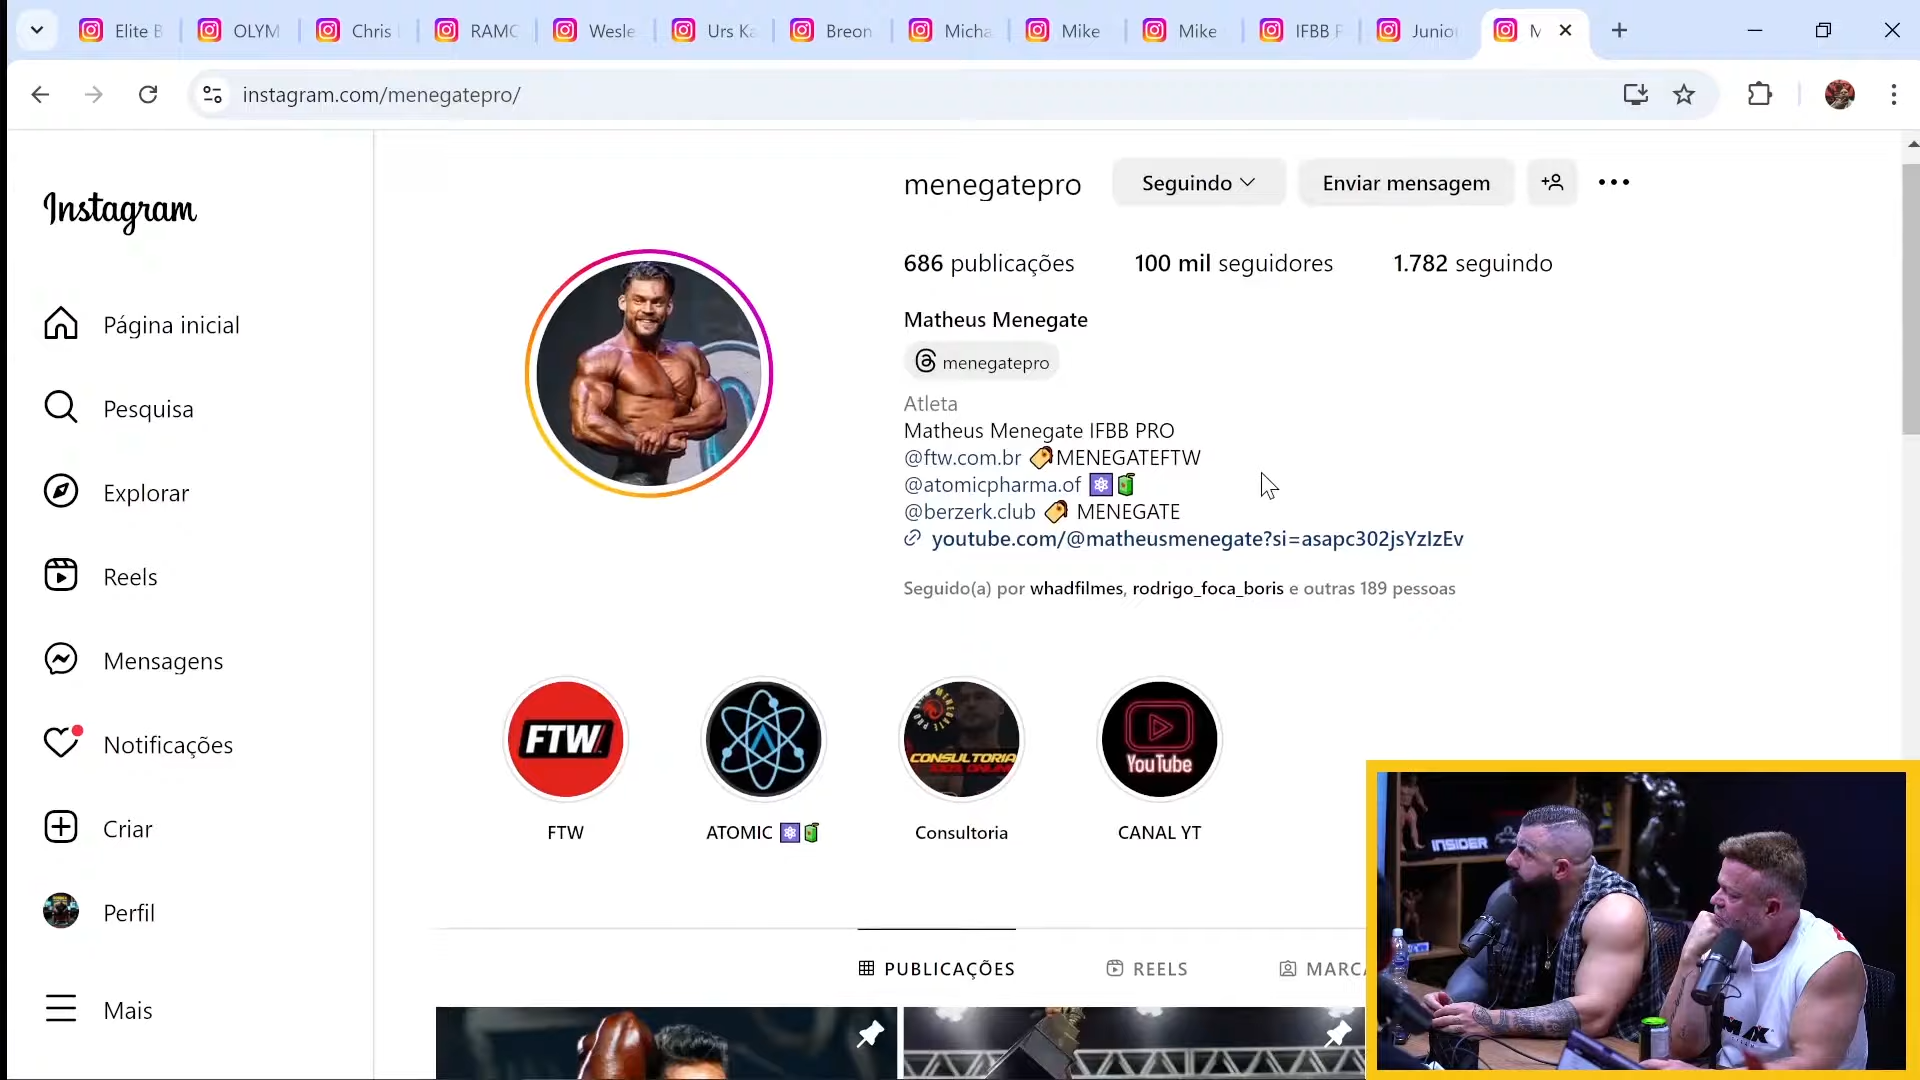 Elite B
OLYM
Chris
RAMO
Wesle
Urs Ka
Breon
Micha
Mike
Mike
IFBB P
Junio
M
instagram.com/menegatepro/
Instagram
Página inicial
Pesquisa
Explorar
Reels
Mensagens
Notificações
Criar
Perfil
Mais
menegatepro
Seguindo
Enviar mensagem
686 publicações
100 mil seguidores
1.782 seguindo
Matheus Menegate
menegatepro
Atleta
Matheus Menegate IFBB PRO
@ftw.com.br 🏷️MENEGATEFTW
@atomicpharma.of ⚛️🧃
@berzerk.club 🏷️ MENEGATE
youtube.com/@matheusmenegate?si=asapc302jsYzIzEv
Seguido(a) por whadfilmes, rodrigo_foca_boris e outras 189 pessoas
FTW
CONSULTORIA
100% ONLINE
YouTube
FTW
ATOMIC ⚛️🧃
Consultoria
CANAL YT
PUBLICAÇÕES
REELS
MARCA
INSIDER